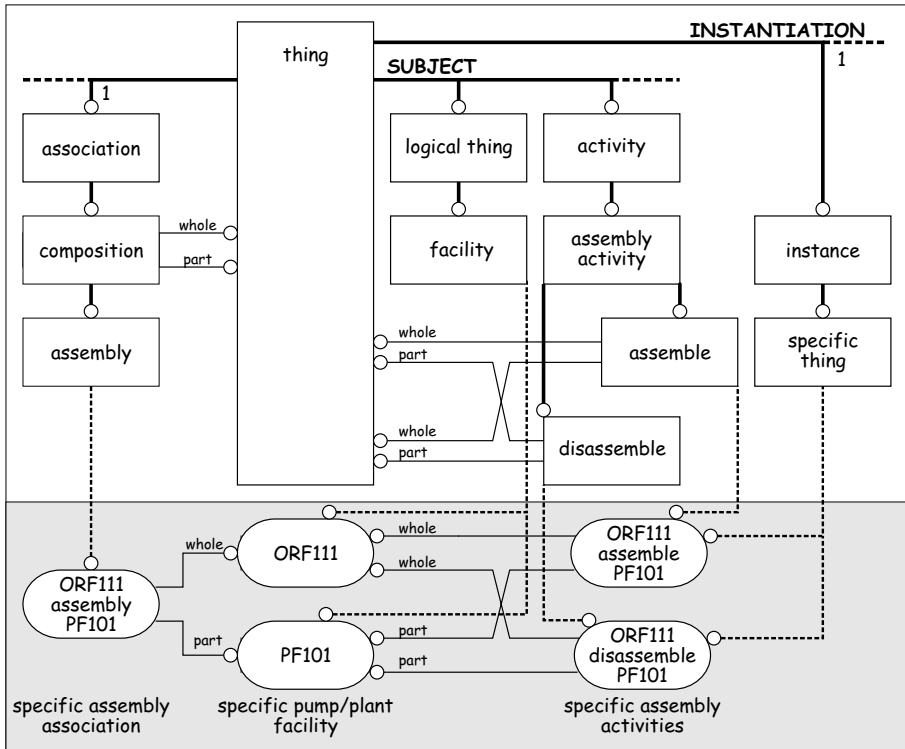 INSTANTIATION
thing
1
SUBJECT
1
association
logical thing
activity
whole
composition
facility
assembly
activity
instance
part
whole
assembly
assemble
specific
thing
part
whole
disassemble
part
whole
ORF111
ORF111
assemble
PF101
whole
whole
ORF111
assembly
PF101
part
part
PF101
ORF111
disassemble
PF101
part
specific assembly
association
specific pump/plant
facility
specific assembly
activities